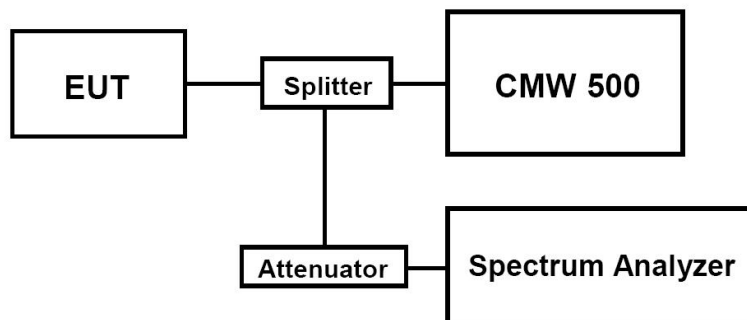 EUT
Splitter
CMW 500
Attenuator
Spectrum Analyzer